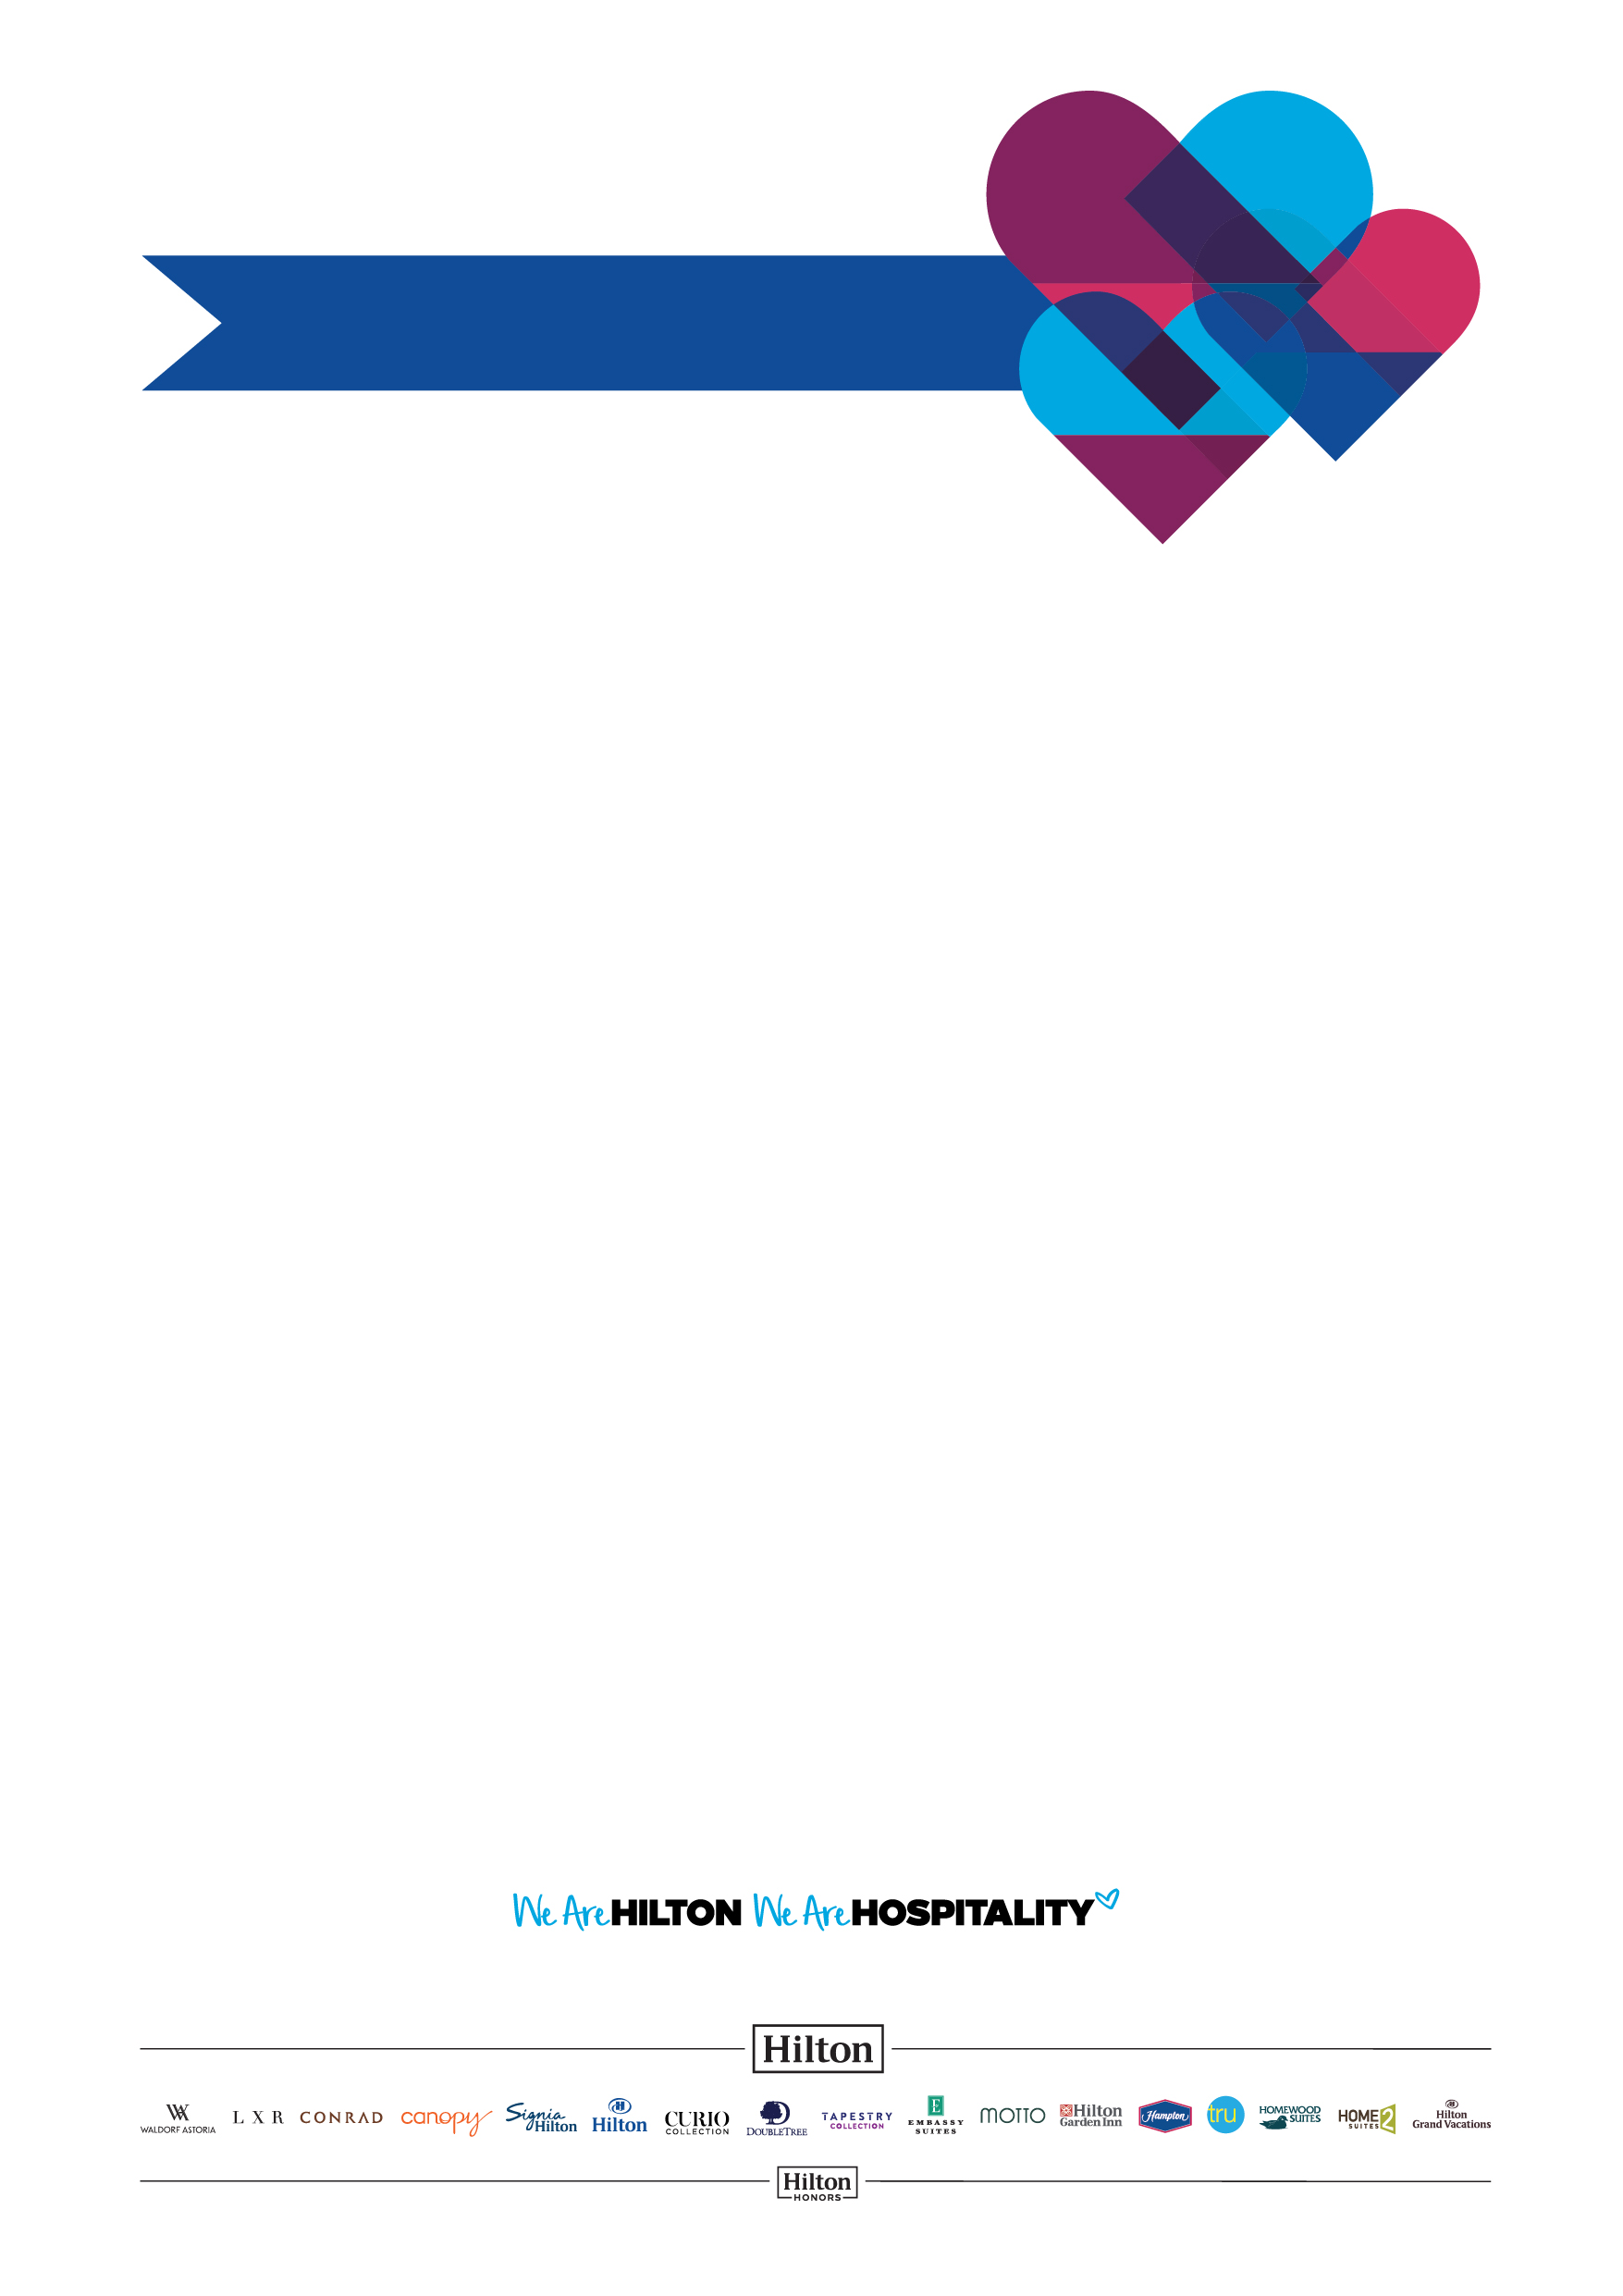 We Are HILTON We Are HOSPITALITY
Hilton
WALDORF ASTORIA
LXR
CONRAD
canopy
Signia
Hilton
Hilton
CURIO
COLLECTION
DOUBLETREE
TAPESTRY
COLLECTION
E
EMBASSY
SUITES
MOTTO
Hilton
Garden Inn
Hampton
tru
HOMEWOOD
SUITES
HOME2
SUITES
Hilton
Grand Vacations
Hilton
HONORS